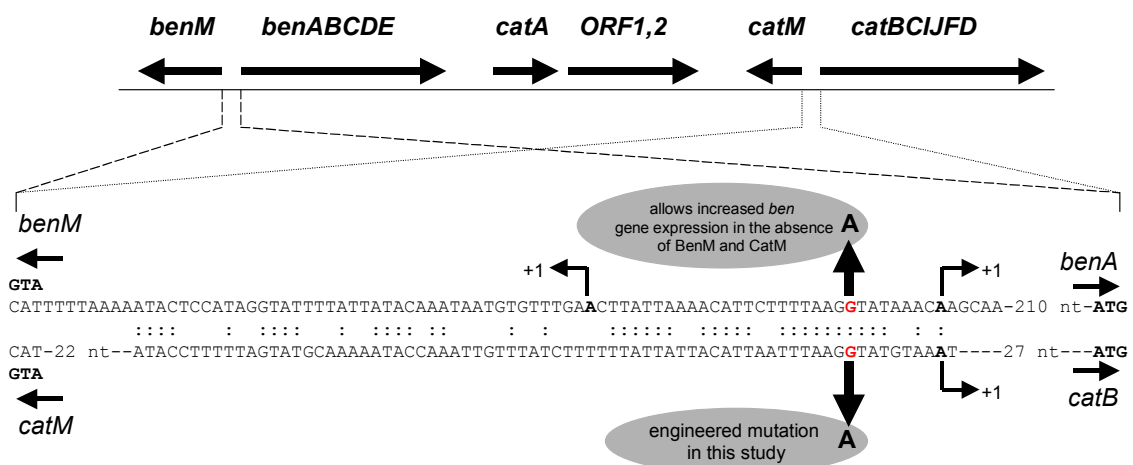 benM benABCDE catA ORF1,2 catM catBCIJFD
allows increased ben
gene expression in the absence
of BenM and CatM
A
benM
+1
+1
benA
GTA
CATTTTTAAAAATACTCCATAGGTATTTTATTATACAAATAATGTGTTTGAACTTATTAAAACATTCTTTTAAGGTATAAACAAGCAA-210 nt-ATG
:::: :::: : :::: :: : : :::::: ::::: :::::::::::: : :
CAT-22 nt--ATACCTTTTTAGTATGCAAAAATACCAAATTGTTTATCTTTTTTATTATTACATTAATTTAAGGTATGTAAAT----27 nt---ATG
GTA
catM
+1
catB
engineered mutation
in this study
A